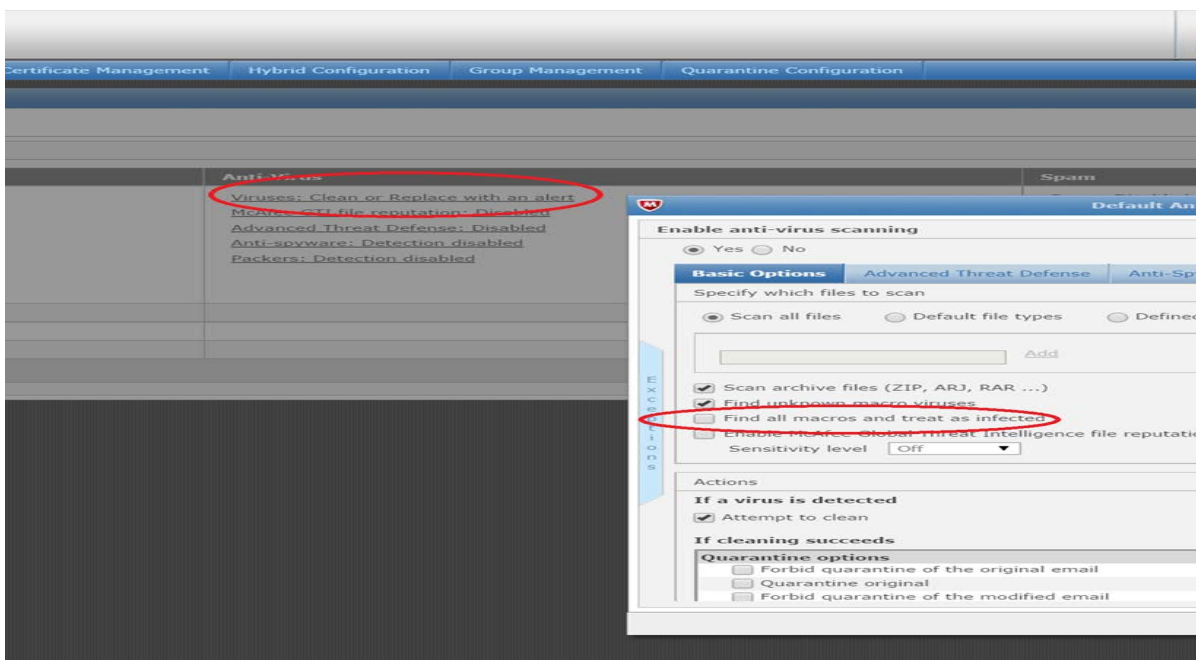 Certificate Management Hybrid Configuration Group Management Quarantine Configuration
Anti-Virus Spam
Viruses: Clean or Replace with an alert
McAfee GTI file reputation: Disabled
Advanced Threat Defense: Disabled
Anti-spyware: Detection disabled
Packers: Detection disabled
Default An
Enable anti-virus scanning
Yes No
Basic Options Advanced Threat Defense Anti-Sp
Specify which files to scan
Scan all files Default file types Defined
Add
Exceptions
Scan archive files (ZIP, ARJ, RAR ...)
Find unknown macro viruses
Find all macros and treat as infected
Enable McAfee Global Threat Intelligence file reputatio
Sensitivity level Off
Actions
If a virus is detected
Attempt to clean
If cleaning succeeds
Quarantine options
Forbid quarantine of the original email
Quarantine original
Forbid quarantine of the modified email